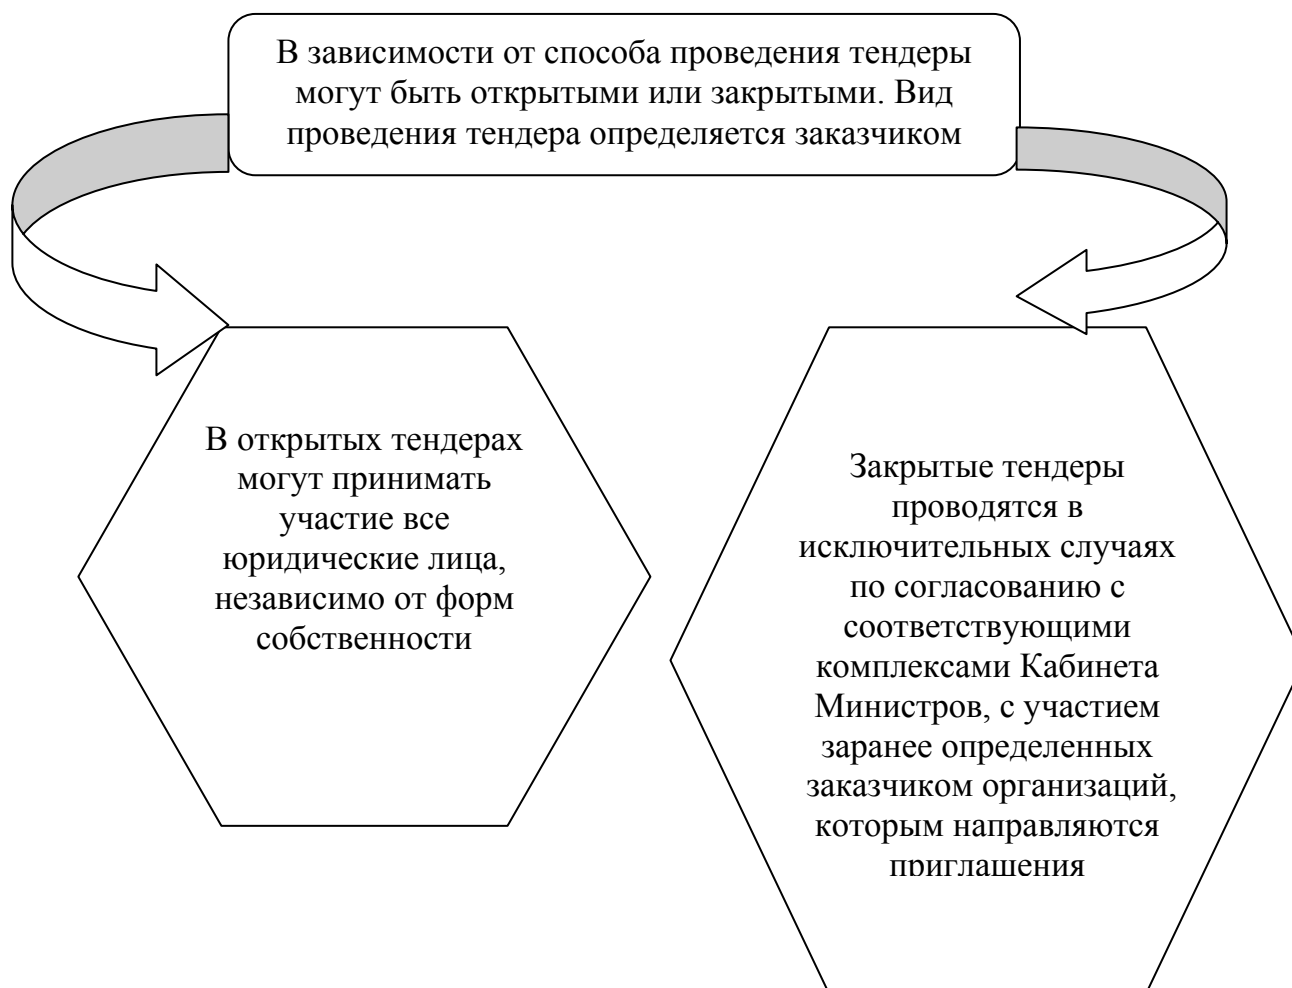 В зависимости от способа проведения тендеры
могут быть открытыми или закрытыми. Вид
проведения тендера определяется заказчиком
В открытых тендерах
могут принимать
участие все
юридические лица,
независимо от форм
собственности
Закрытые тендеры
проводятся в
исключительных случаях
по согласованию с
соответствующими
комплексами Кабинета
Министров, с участием
заранее определенных
заказчиком организаций,
которым направляются
приглашения